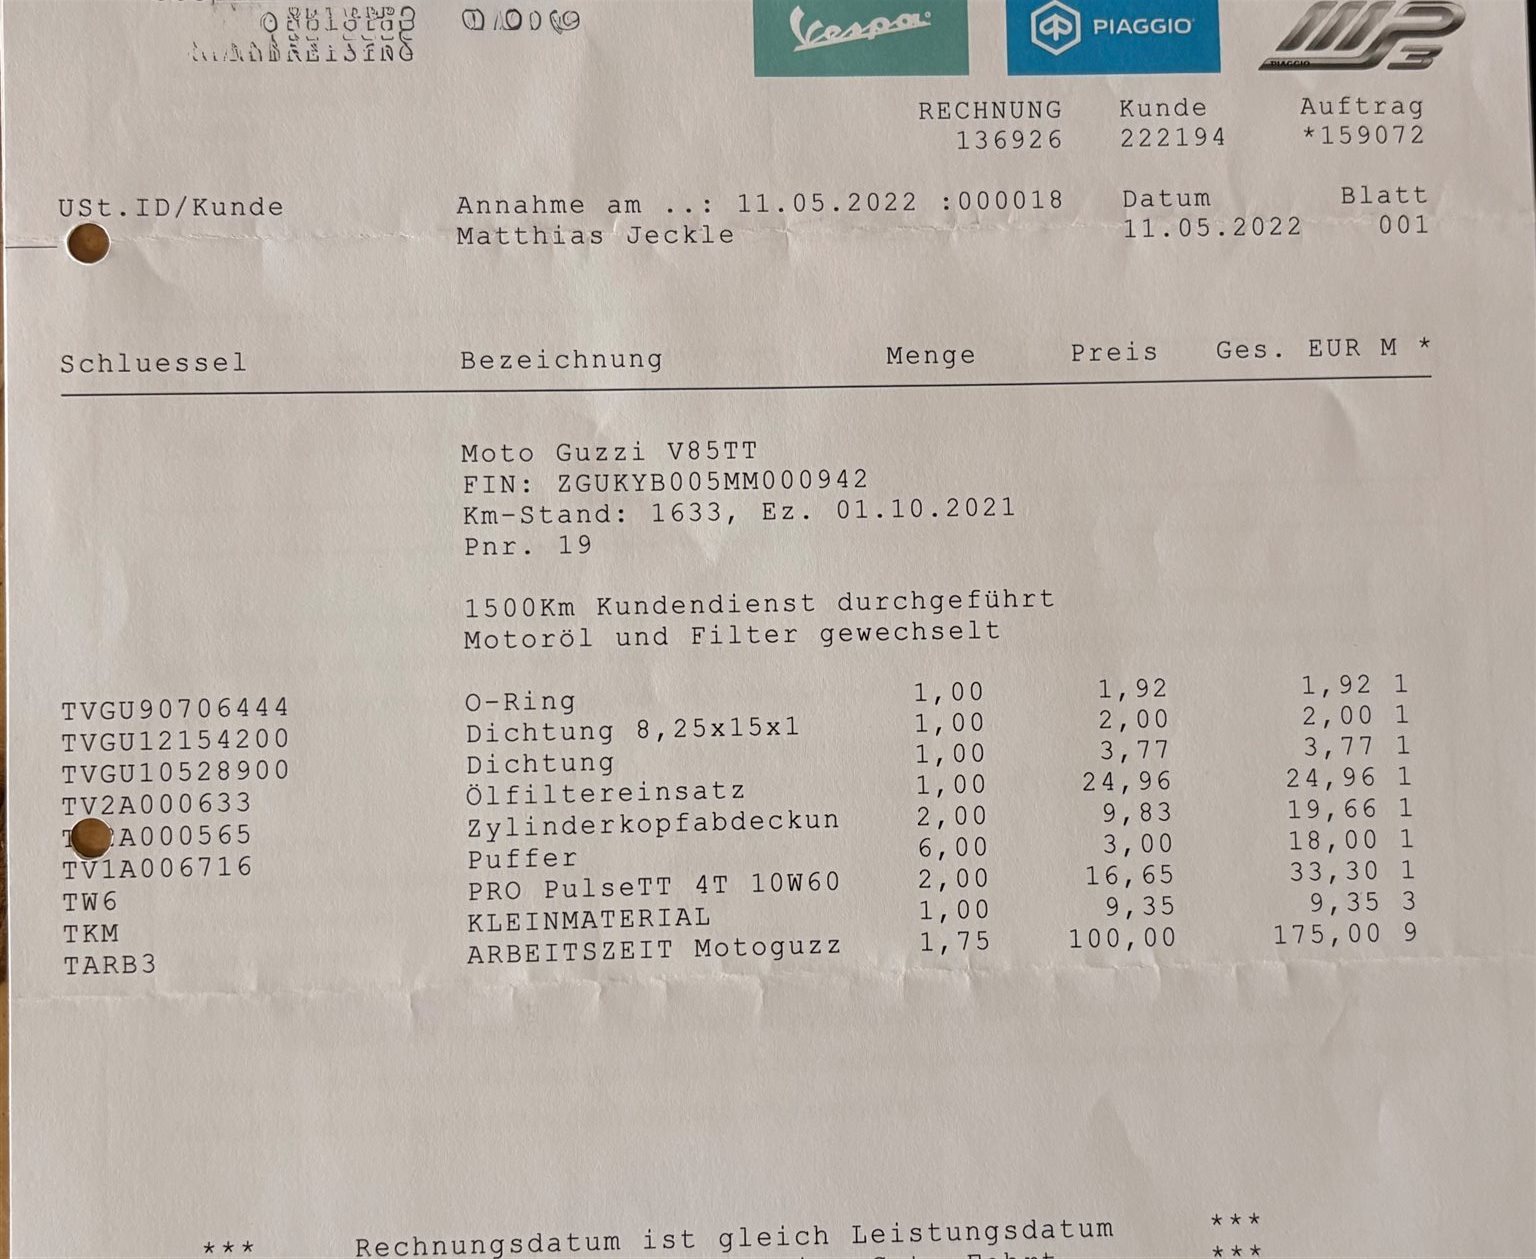 Vespa
PIAGGIO
PIAGGIO
RECHNUNG Kunde Auftrag
136926 222194 *159072
USt.ID/Kunde Annahme am ..: 11.05.2022 :000018 Datum Blatt
Matthias Jeckle 11.05.2022 001
Schluessel Bezeichnung Menge Preis Ges. EUR M *
Moto Guzzi V85TT
FIN: ZGUKYB005MM000942
Km-Stand: 1633, Ez. 01.10.2021
Pnr. 19
1500Km Kundendienst durchgeführt
Motoröl und Filter gewechselt
TVGU90706444 O-Ring 1,00 1,92 1,92 1
TVGU12154200 Dichtung 8,25x15x1 1,00 2,00 2,00 1
TVGU10528900 Dichtung 1,00 3,77 3,77 1
TV2A000633 Ölfiltereinsatz 1,00 24,96 24,96 1
Zylinderkopfabdeckun 2,00 9,83 19,66 1
TV1A006716 Puffer 6,00 3,00 18,00 1
TW6 PRO PulseTT 4T 10W60 2,00 16,65 33,30 1
TKM KLEINMATERIAL 1,00 9,35 9,35 3
TARB3 ARBEITSZEIT Motoguzz 1,75 100,00 175,00 9
*** Rechnungsdatum ist gleich Leistungsdatum ***
***